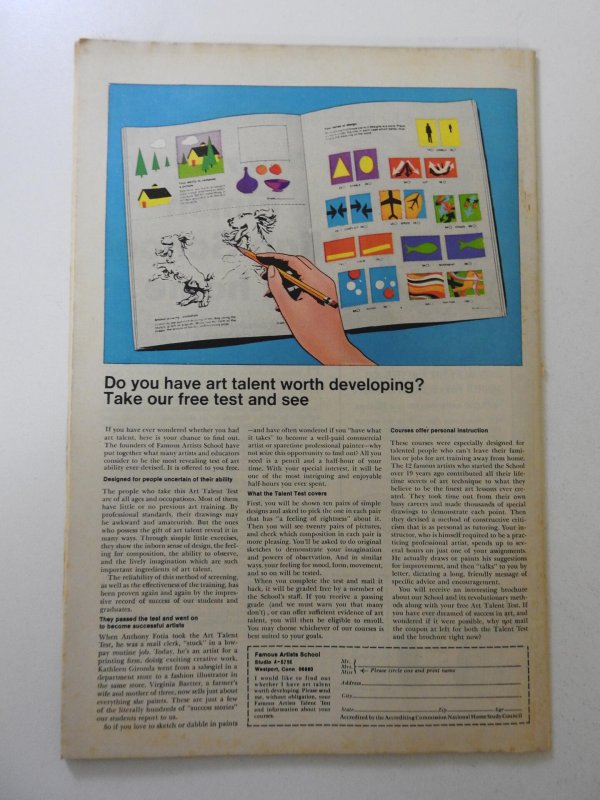 Do you have art talent worth developing?
Take our free test and see
If you have ever wondered whether you had
art talent, here is your chance to find out.
The founders of Famous Artists School have
put together what many artists and educators
consider to be the most revealing test of art
ability ever devised. It is offered to you free.
Designed for people uncertain of their ability
The people who take this Art Talent Test
are of all ages and occupations. Most of them
have little or no previous art training. By
professional standards, their drawings may
be awkward and amateurish. But the ones
who possess the gift of art talent reveal it in
many ways. Through simple little exercises,
they show the inborn sense of design, the feel-
ing for composition, the ability to observe,
and the lively imagination which are such
important ingredients of art talent.
The reliability of this method of screening,
as well as the effectiveness of the training, has
been proven again and again by the impres-
sive record of success of our students and
graduates.
They passed the test and went on
to become successful artists
When Anthony Fotia took the Art Talent
Test, he was a mail clerk, "stuck" in a low-
pay routine job. Today, he's an artist for a
printing firm, doing exciting creative work.
Kathleen Gironda went from a salesgirl in a
department store to a fashion illustrator in
the same store. Virginia Bartter, a farmer's
wife and mother of three, now sells just about
everything she paints. These are just a few
of the literally hundreds of "success stories"
our students report to us.
So if you love to sketch or dabble in paints
—and have often wondered if you "have what
it takes" to become a well-paid commercial
artist or sparetime professional painter—why
not seize this opportunity to find out? All you
need is a pencil and a half-hour of your
time. With your special interest, it will be
one of the most intriguing and enjoyable
half-hours you ever spent.
What the Talent Test covers
First, you will be shown ten pairs of simple
designs and asked to pick the one in each pair
that has "a feeling of rightness" about it.
Then you will see twenty pairs of pictures,
and check which composition in each pair is
more pleasing. You'll be asked to do original
sketches to demonstrate your imagination
and powers of observation. And in similar
ways, your feeling for mood, form, movement,
and so on will be tested.
When you complete the test and mail it
back, it will be graded free by a member of
the School's staff. If you receive a passing
grade (and we must warn you that many
don't), or can offer sufficient evidence of art
talent, you will then be eligible to enroll.
You may choose whichever of our courses is
best suited to your goals.
Courses offer personal instruction
These courses were especially designed for
talented people who can't leave their fami-
lies or jobs for art training away from home.
The 12 famous artists who started the School
over 19 years ago contributed all their life-
time secrets of art technique to what they
believe to be the finest art lessons ever cre-
ated. They took time out from their own
busy careers and made thousands of special
drawings to demonstrate each point. Then
they devised a method of constructive criti-
cism that is as personal as tutoring. Your in-
structor, who is himself required to be a prac-
ticing professional artist, spends up to sev-
eral hours on just one of your assignments.
He actually draws or paints his suggestions
for improvement, and then "talks" to you by
letter, dictating a long, friendly message of
specific advice and encouragement.
You will receive an interesting brochure
about our School and its revolutionary meth-
ods along with your free Art Talent Test. If
you have ever dreamed of success in art, and
wondered if it were possible, why not mail
the coupon at left for both the Talent Test
and the brochure right now?
Famous Artists School
Westport, Conn. 06880
I would like to find out
whether I have art talent
worth developing. Please send
me, without obligation, your
Famous Artists Talent Test
and information about your
courses.
Mr.
Mrs.
Miss
Please circle one and print name
Address
City
State Zip Age
Accredited by the Accrediting Commission National Home Study Council